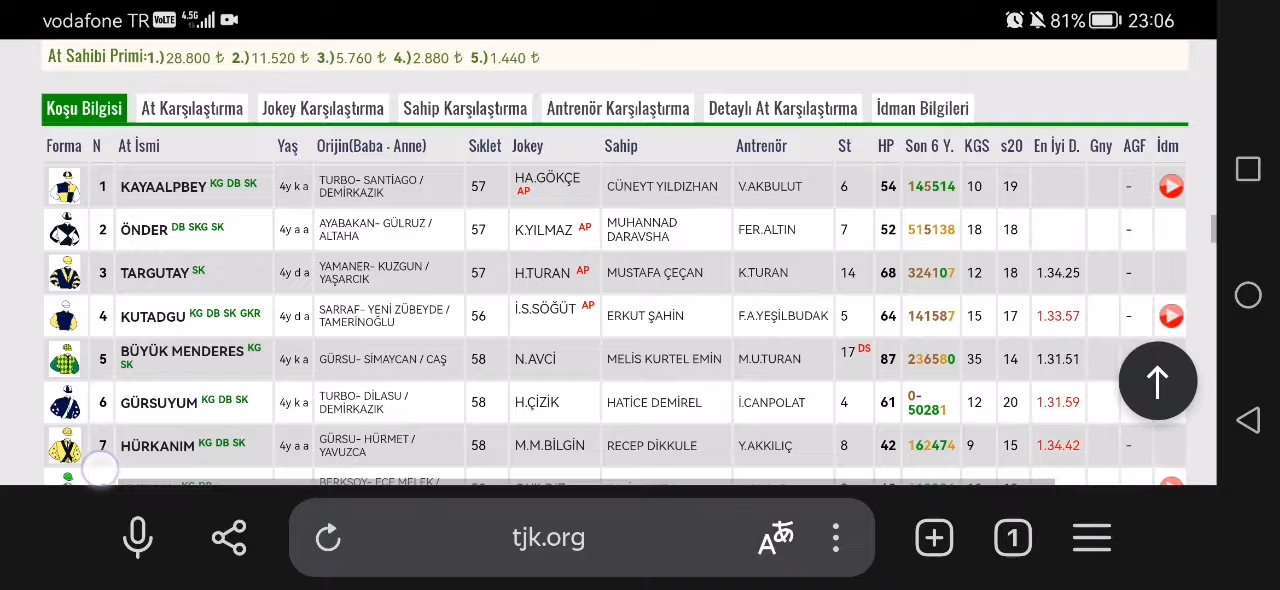 vodafone TR VoLTE 4.5G 81% 23:06
At Sahibi Primi:1.)28.800 ₺ 2.)11.520 ₺ 3.)5.760 ₺ 4.)2.880 ₺ 5.)1.440 ₺
Koşu Bilgisi At Karşılaştırma Jokey Karşılaştırma Sahip Karşılaştırma Antrenör Karşılaştırma Detaylı At Karşılaştırma İdman Bilgileri
Forma N At İsmi Yaş Orijin(Baba - Anne) Sıklet Jokey Sahip Antrenör St HP Son 6 Y. KGS s20 En İyi D. Gny AGF İdm
1 KAYAALPBEY KG DB SK 4y k a TURBO- SANTİAGO / DEMİRKAZIK 57 HA.GÖKÇE AP CÜNEYT YILDIZHAN V.AKBULUT 6 54 145514 10 19 -
2 ÖNDER DB SKG SK 4y a a AYABAKAN- GÜLRUZ / ALTAHA 57 K.YILMAZ AP MUHANNAD DARAVSHA FER.ALTIN 7 52 515138 18 18 -
3 TARGUTAY SK 4y d a YAMANER- KUZGUN / YAŞARCIK 57 H.TURAN AP MUSTAFA ÇEÇAN K.TURAN 14 68 324107 12 18 1.34.25 -
4 KUTADGU KG DB SK GKR 4y d a SARRAF- YENİ ZÜBEYDE / TAMERİNOĞLU 56 İ.S.SÖĞÜT AP ERKUT ŞAHİN F.A.YEŞİLBUDAK 5 64 141587 15 17 1.33.57 -
5 BÜYÜK MENDERES KG SK 4y k a GÜRSU- SİMAYCAN / CAŞ 58 N.AVCİ MELİS KURTEL EMİN M.U.TURAN 17 DS 87 236580 35 14 1.31.51
6 GÜRSUYUM KG DB SK 4y k a TURBO- DİLASU / DEMİRKAZIK 58 H.ÇİZİK HATİCE DEMİREL İ.CANPOLAT 4 61 0-50281 12 20 1.31.59
7 HÜRKANIM KG DB SK 4y a a GÜRSU- HÜRMET / YAVUZCA 58 M.M.BİLGİN RECEP DİKKULE Y.AKKILIÇ 8 42 162474 9 15 1.34.42 -
KG DB BERKSOY- ECE MELEK /
tjk.org Aあ 1